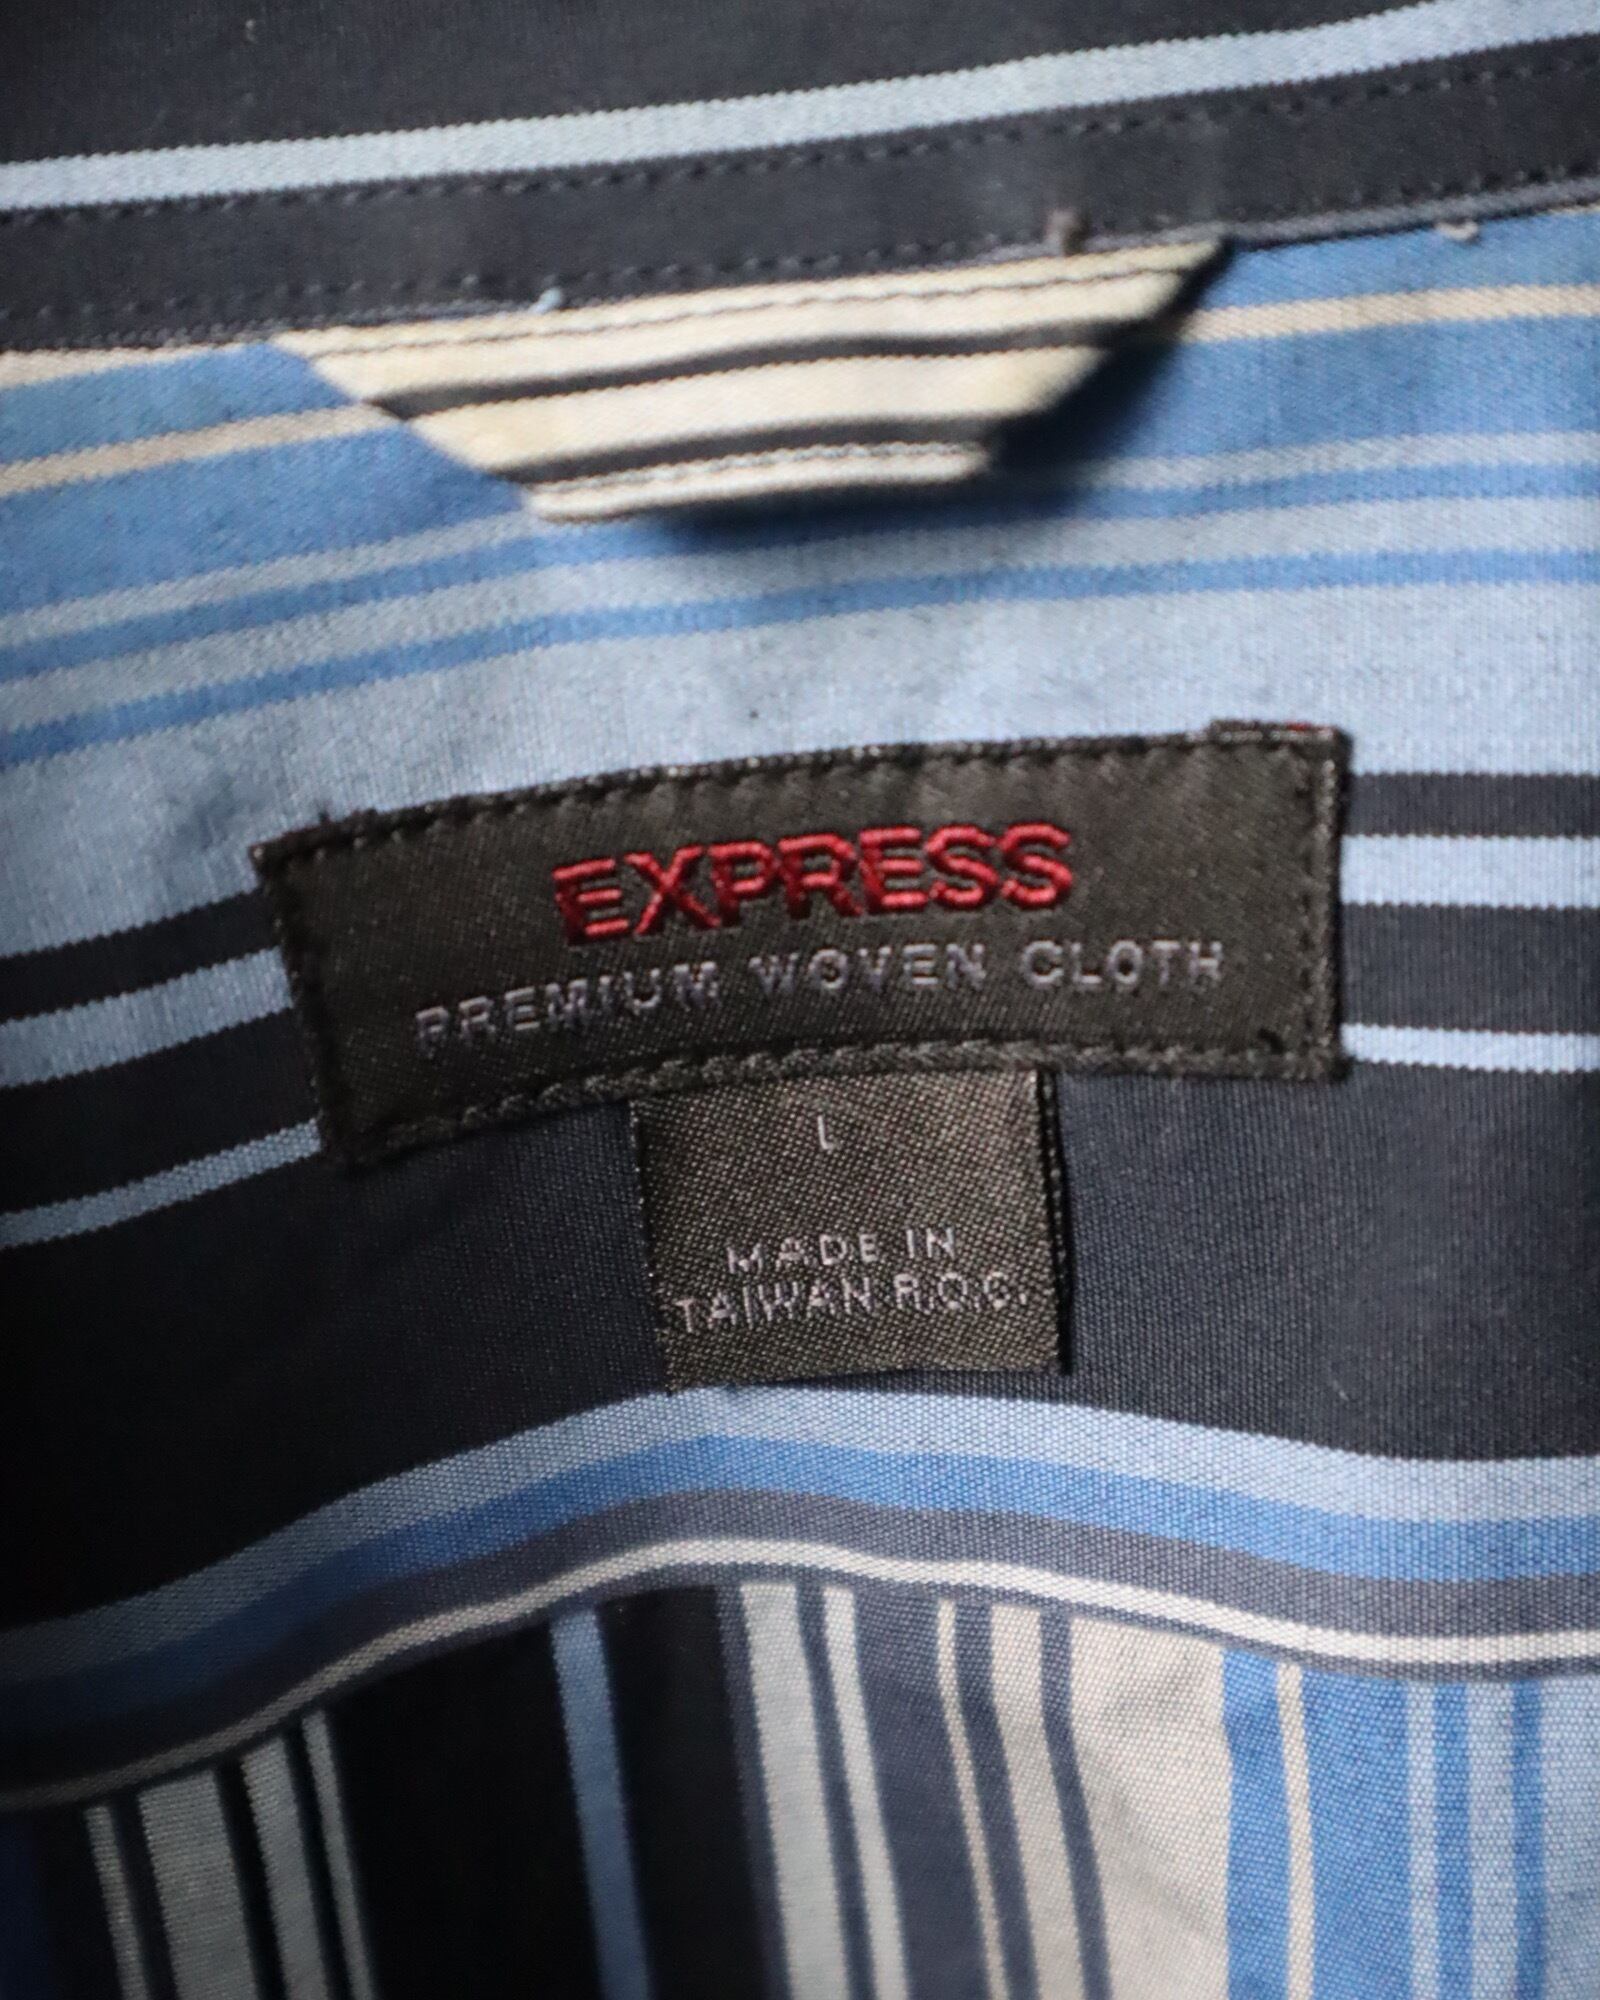 EXPRESS
PREMIUM WOVEN CLOTH
L
MADE IN
TAIWAN R.O.C.